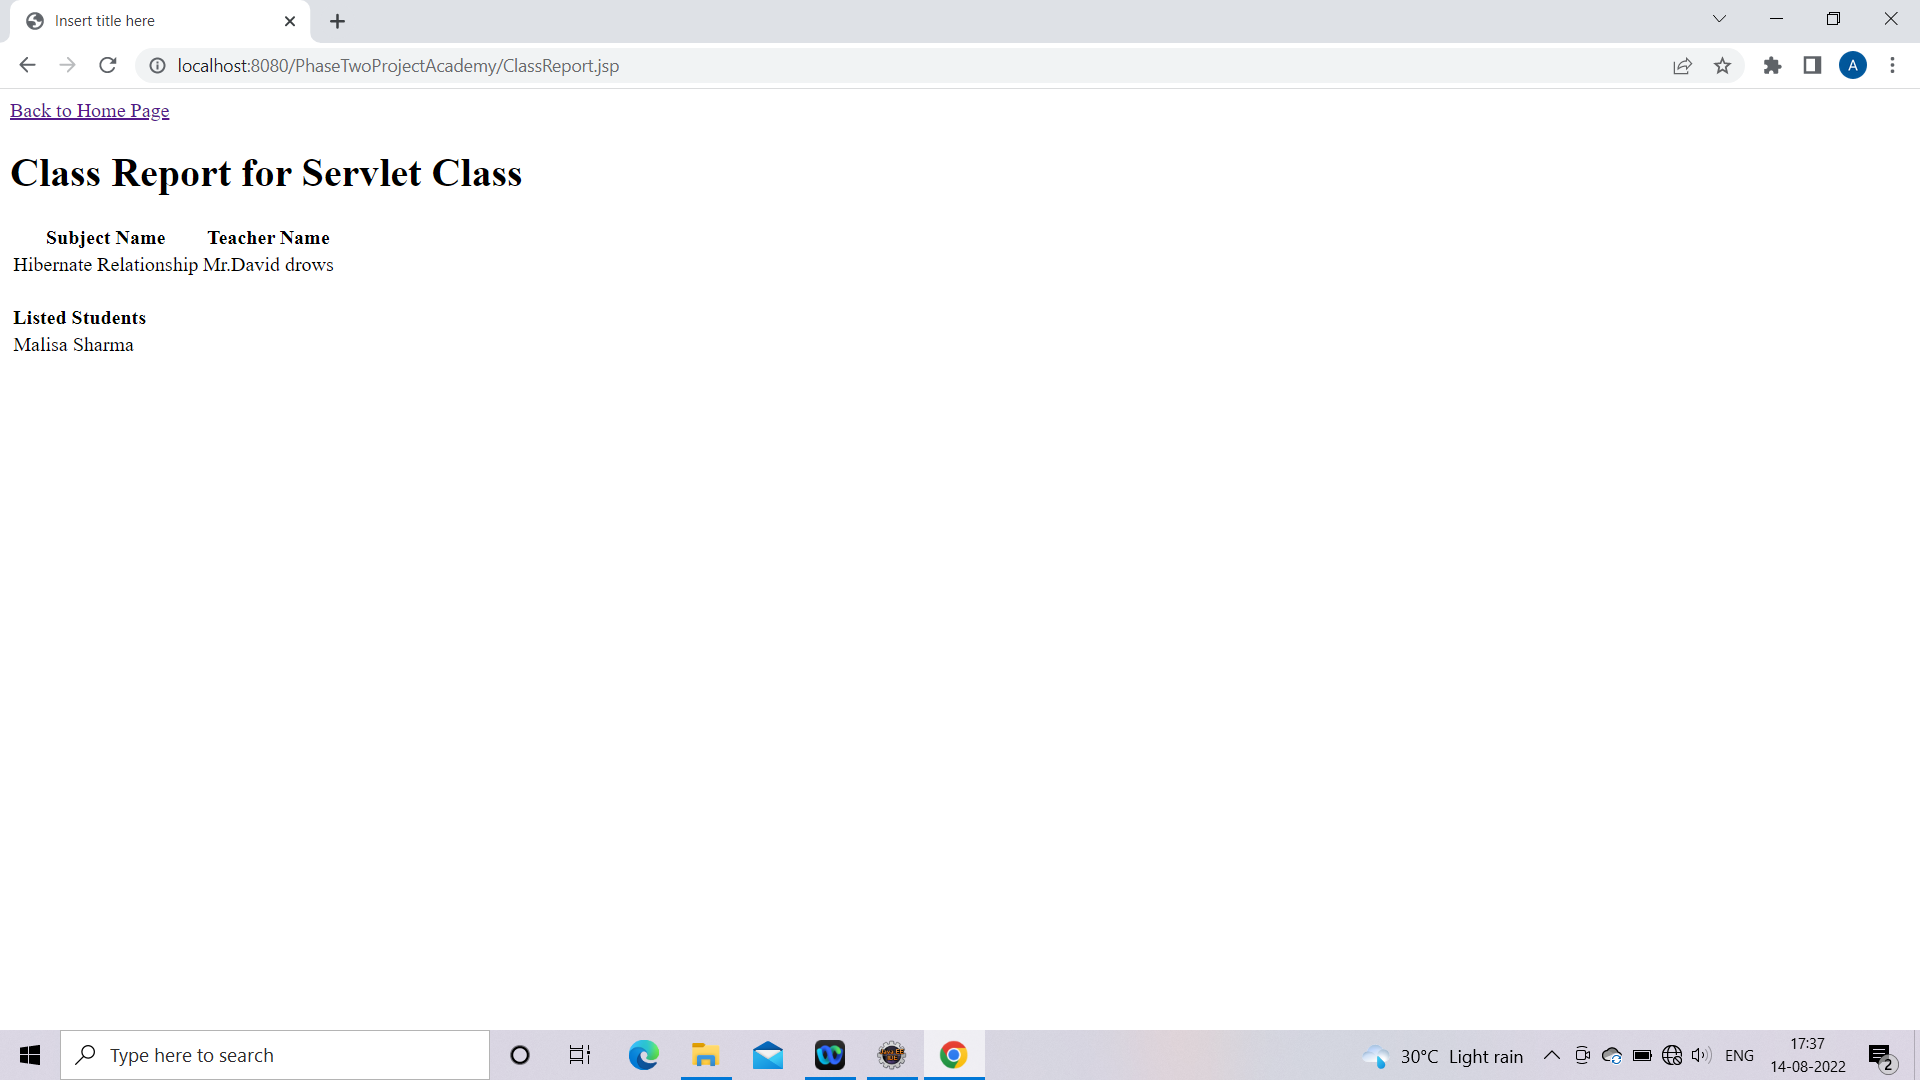 Insert title here
localhost:8080/PhaseTwoProjectAcademy/ClassReport.jsp
A
Back to Home Page
Class Report for Servlet Class
Subject Name Teacher Name
Hibernate Relationship Mr.David drows
Listed Students
Malisa Sharma
Type here to search
30°C Light rain
ENG
17:37
14-08-2022
2